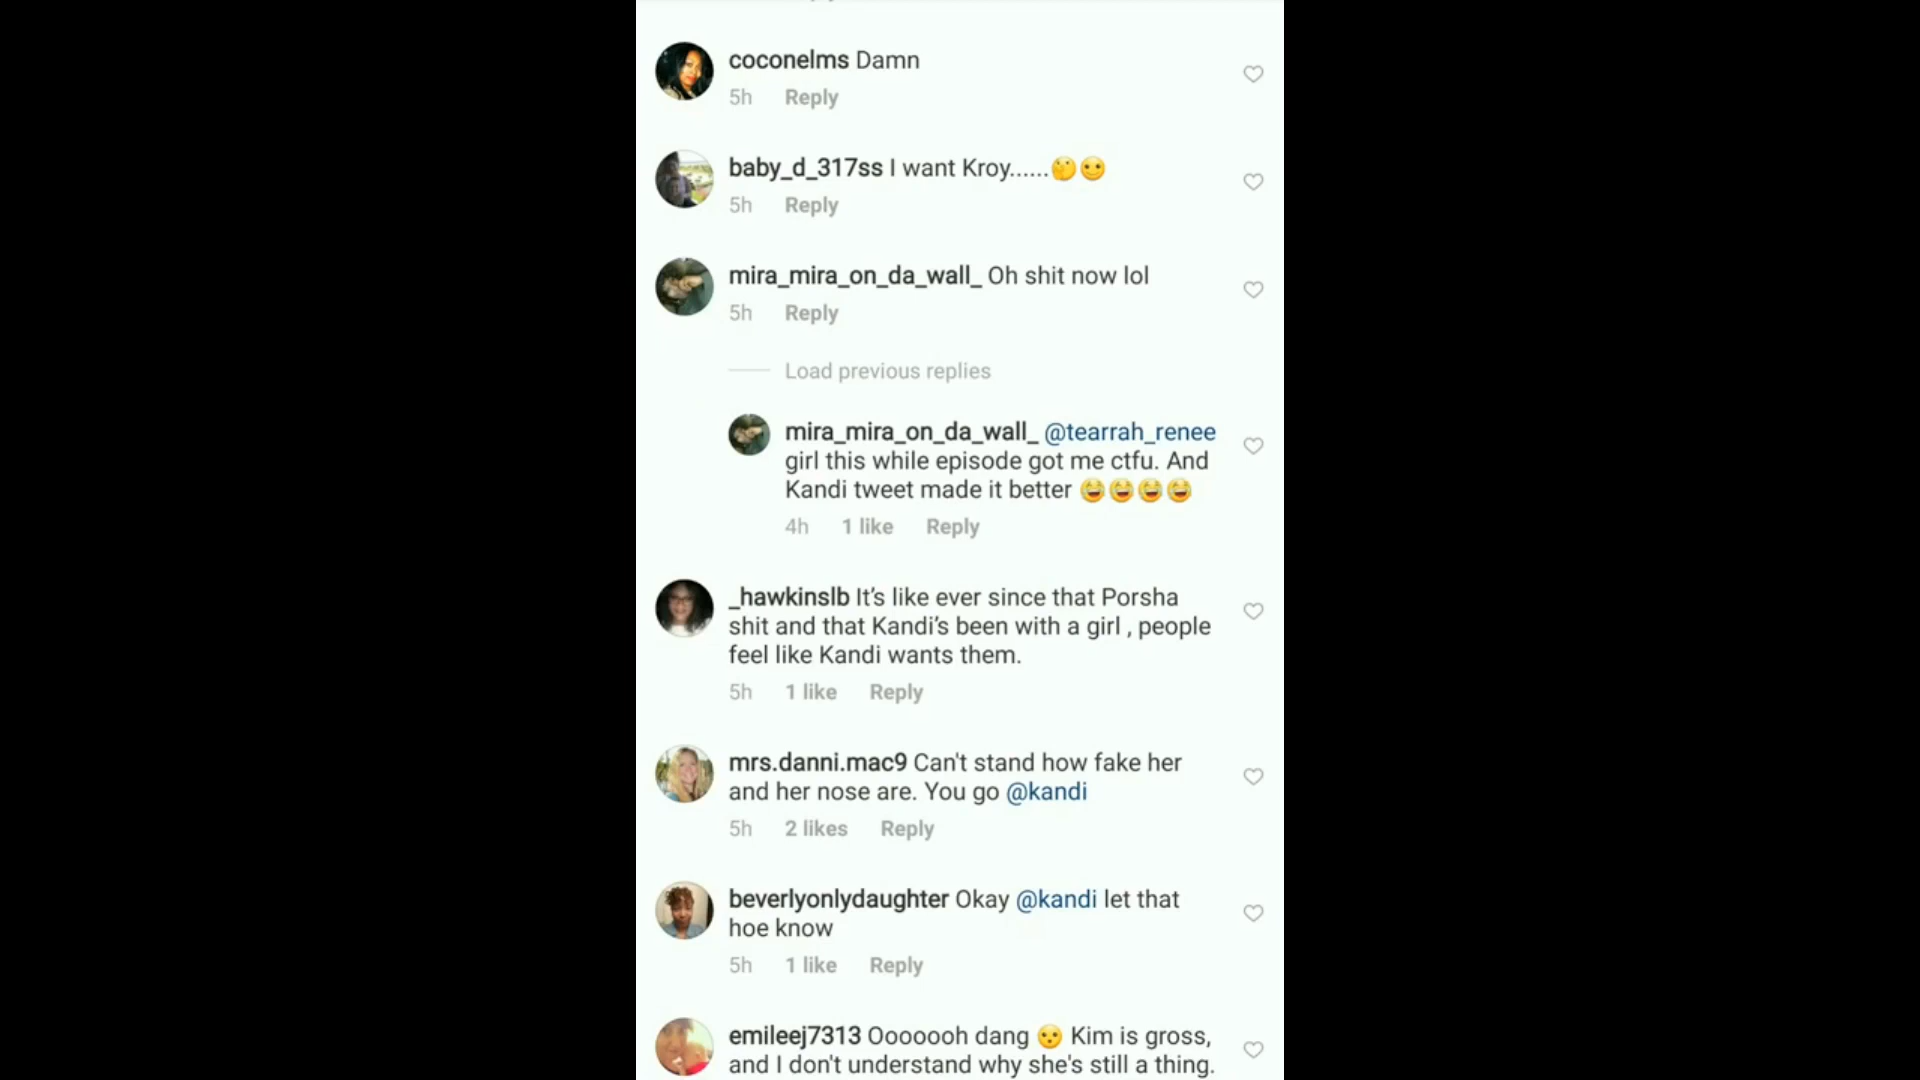 coconelms Damn
5h Reply
baby_d_317ss I want Kroy......🤔🙂
5h Reply
mira_mira_on_da_wall_ Oh shit now lol
5h Reply
Load previous replies
mira_mira_on_da_wall_ @tearrah_renee
girl this while episode got me ctfu. And
Kandi tweet made it better 😂😂😂😂
4h 1 like Reply
_hawkinslb It’s like ever since that Porsha
shit and that Kandi’s been with a girl , people
feel like Kandi wants them.
5h 1 like Reply
mrs.danni.mac9 Can't stand how fake her
and her nose are. You go @kandi
5h 2 likes Reply
beverlyonlydaughter Okay @kandi let that
hoe know
5h 1 like Reply
emileej7313 Ooooooh dang 😯 Kim is gross,
and I don't understand why she's still a thing.